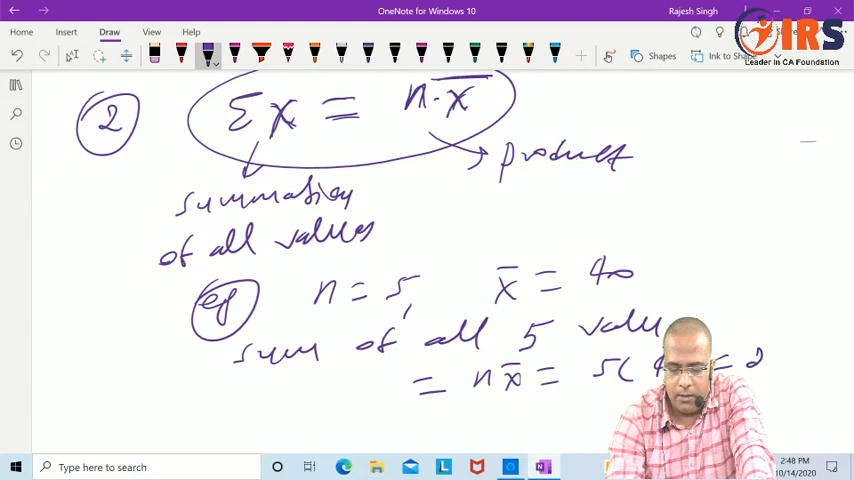 OneNote for Windows 10
Rajesh Singh
Home Insert Draw View Help
Shapes Ink to
IRS
Leader In CA Foundation
2 Σx = n.x̄
product
summation
of all values
eg n = 5, x̄ = 40
sum of all 5 valu
= nx̄ = 5( = 2
Type here to search
2:48 PM
10/14/2020